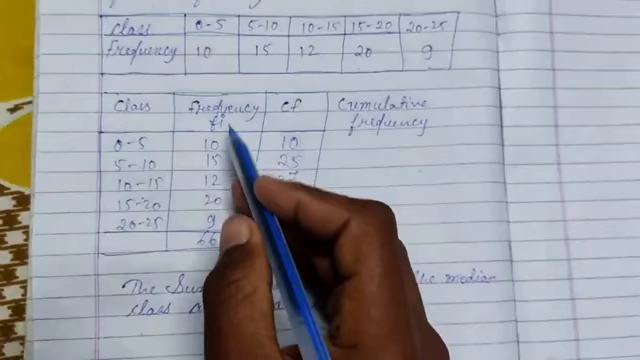 Class 0-5 5-10 10-15 15-20 20-25
Frequency 10 15 12 20 9
Class Frequency cf Cumulative
fi frequency
0-5 10 10
5-10 15 25
10-15 12 37
15-20 20
20-25 9
66
The median
class